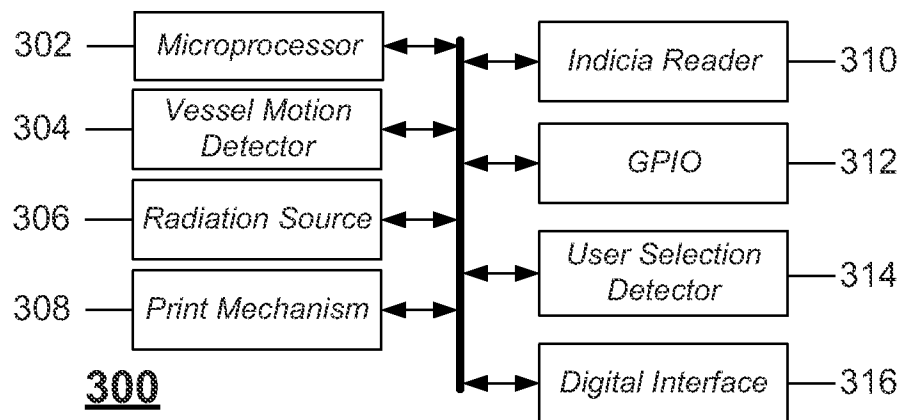 302 Microprocessor
Indicia Reader 310
304 Vessel Motion
Detector
GPIO 312
306 Radiation Source
User Selection
Detector 314
308 Print Mechanism
300
Digital Interface 316